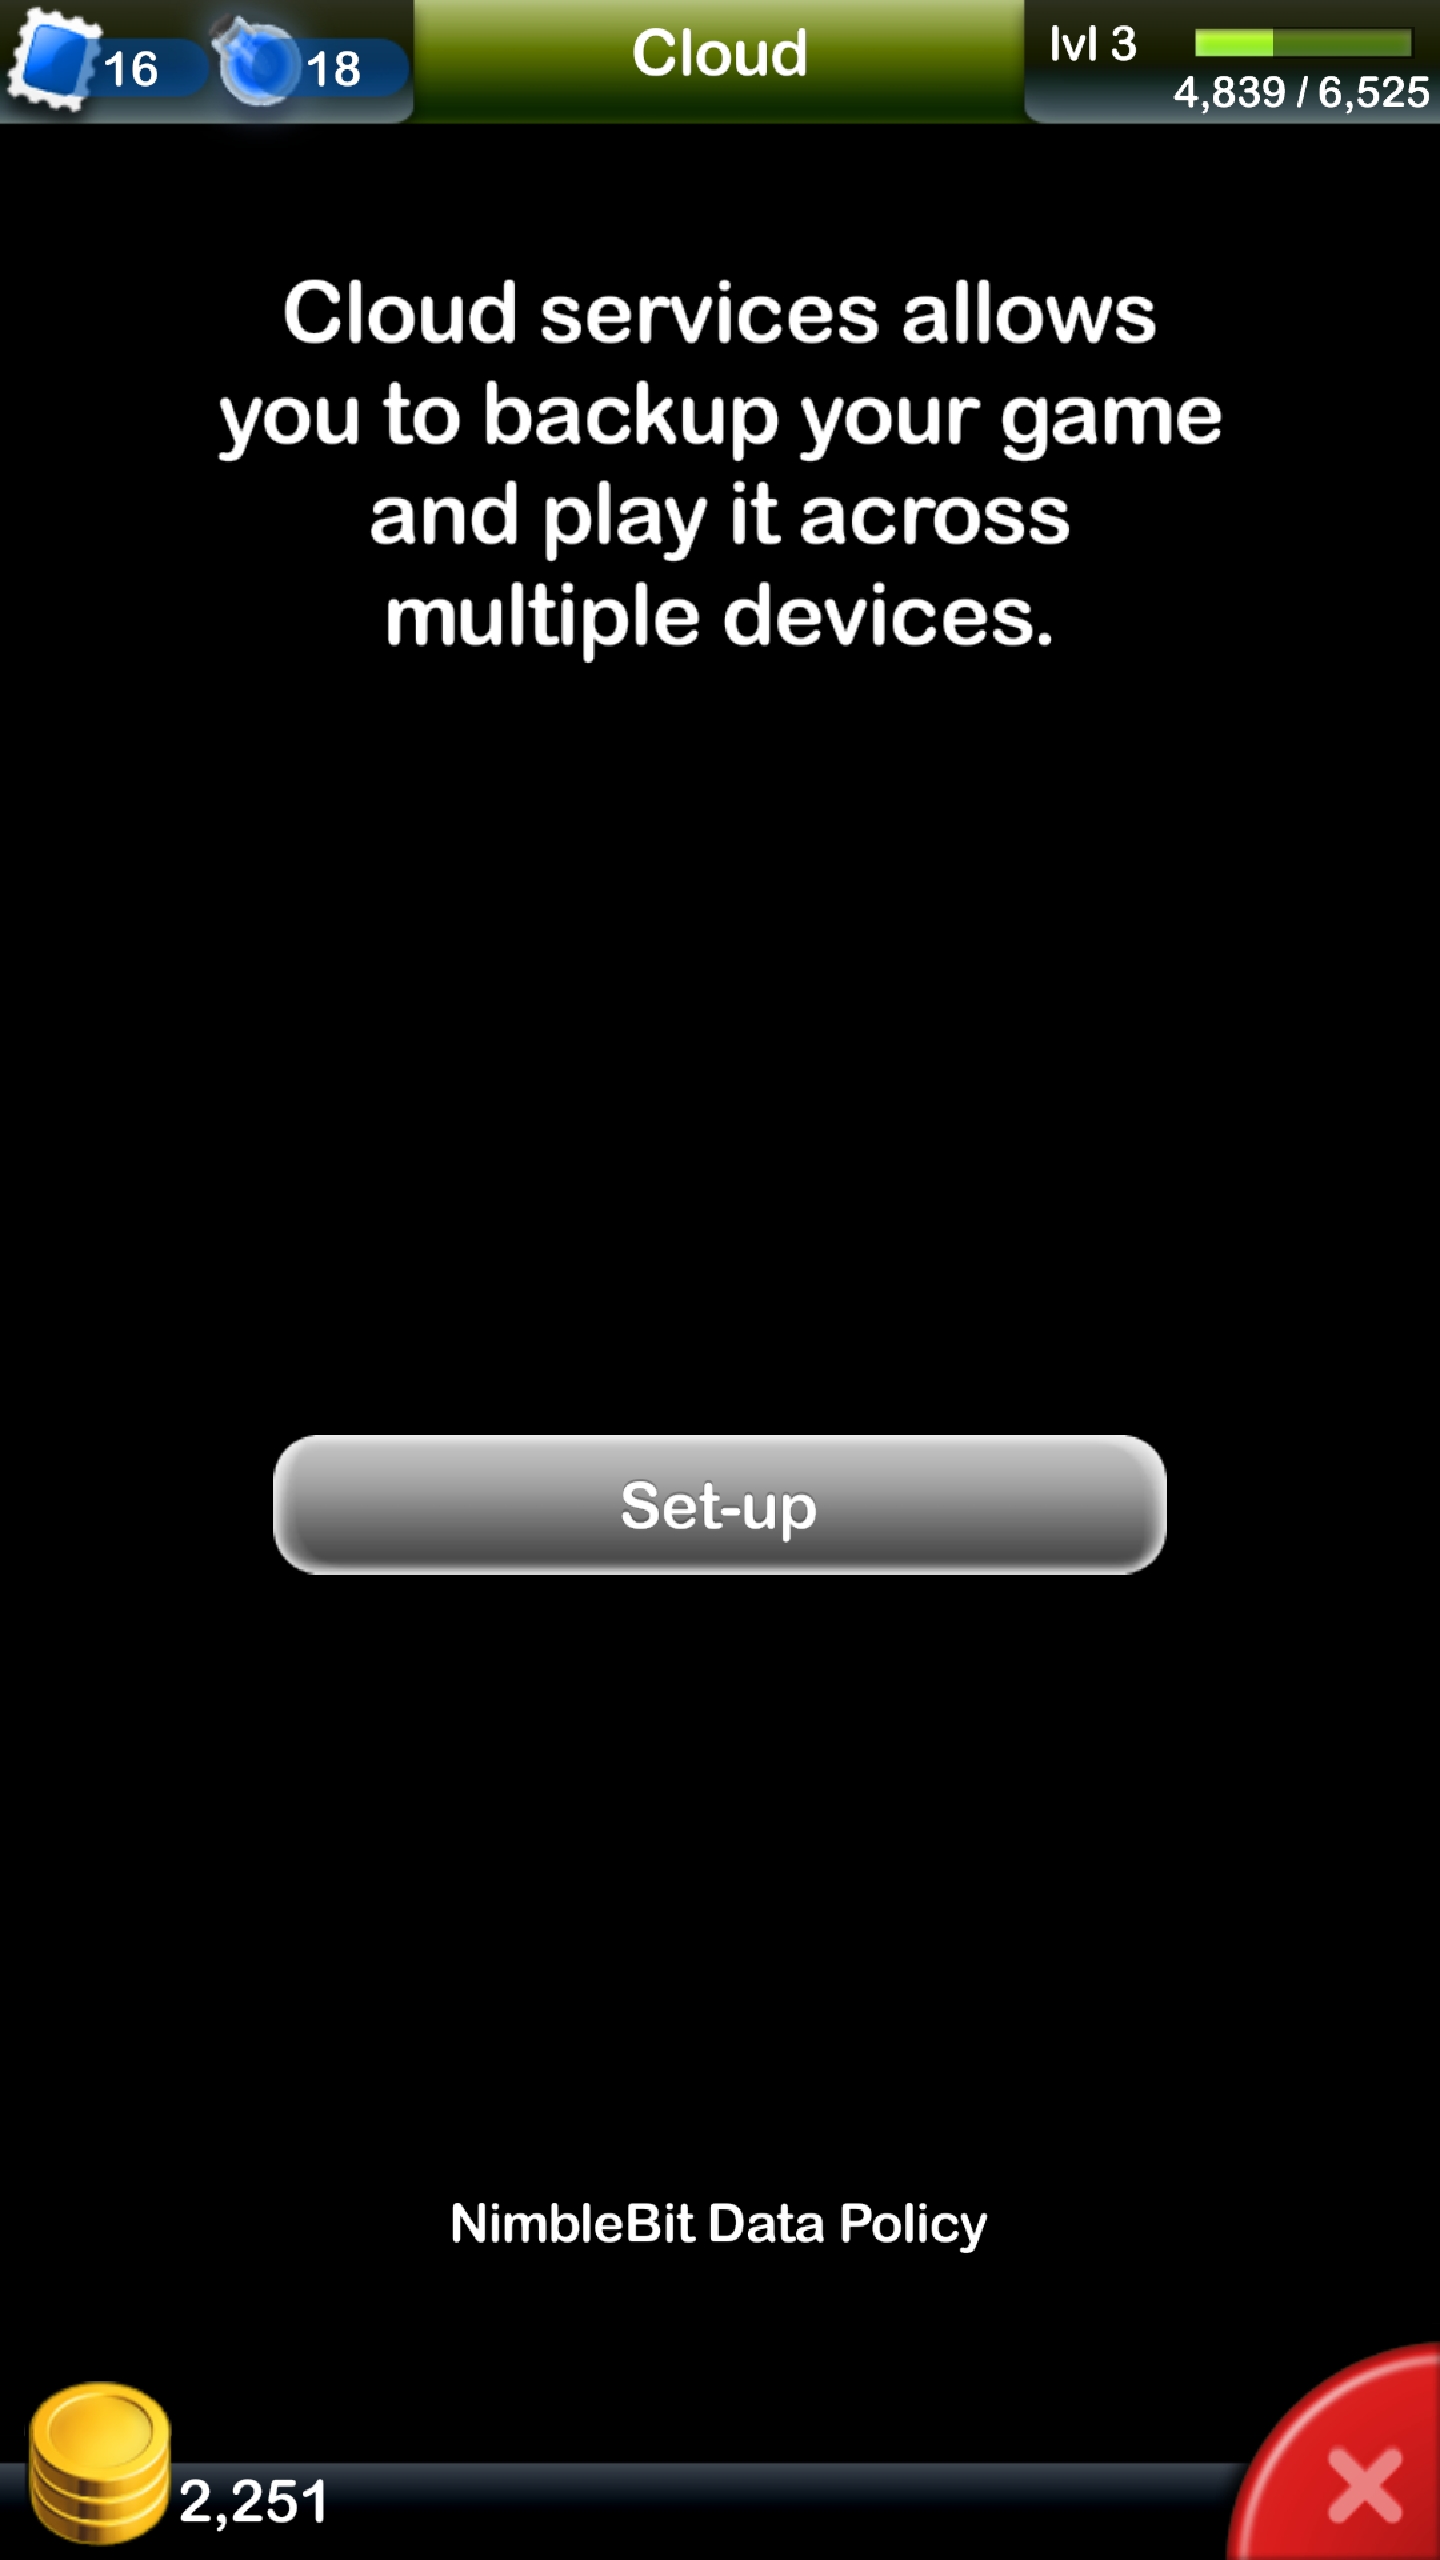 16
18
Cloud
lvl 3
4,839 / 6,525
Cloud services allows
you to backup your game
and play it across
multiple devices.
Set-up
NimbleBit Data Policy
2,251